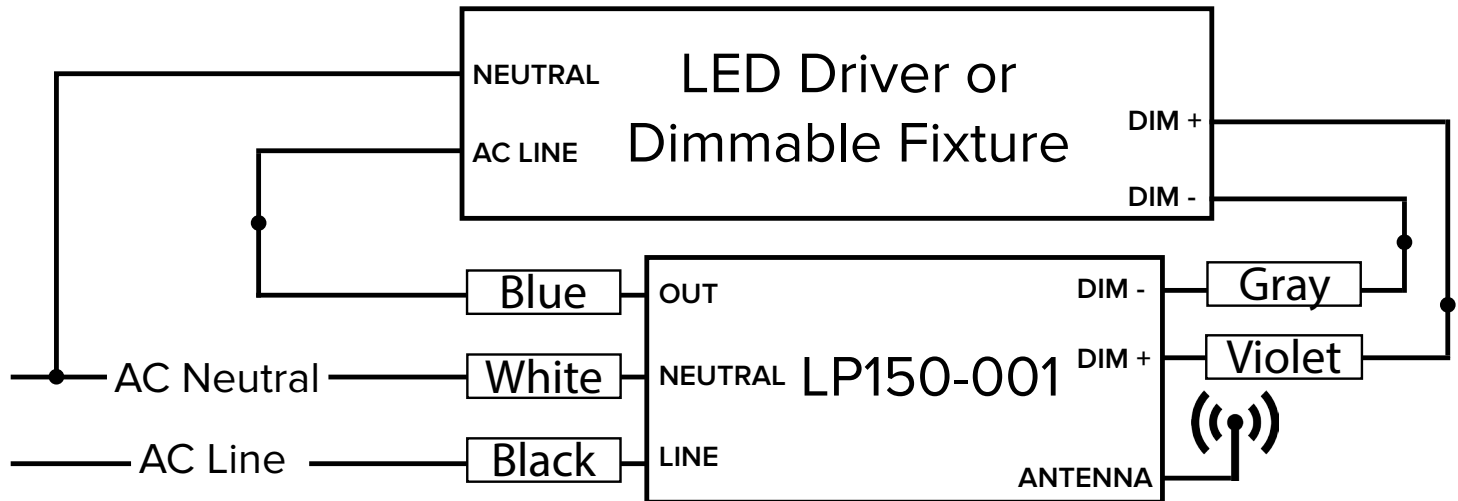 NEUTRAL
AC LINE
LED Driver or
Dimmable Fixture
DIM +
DIM -
Blue
OUT
DIM -
Gray
AC Neutral
White
NEUTRAL
LP150-001
DIM +
Violet
AC Line
Black
LINE
ANTENNA